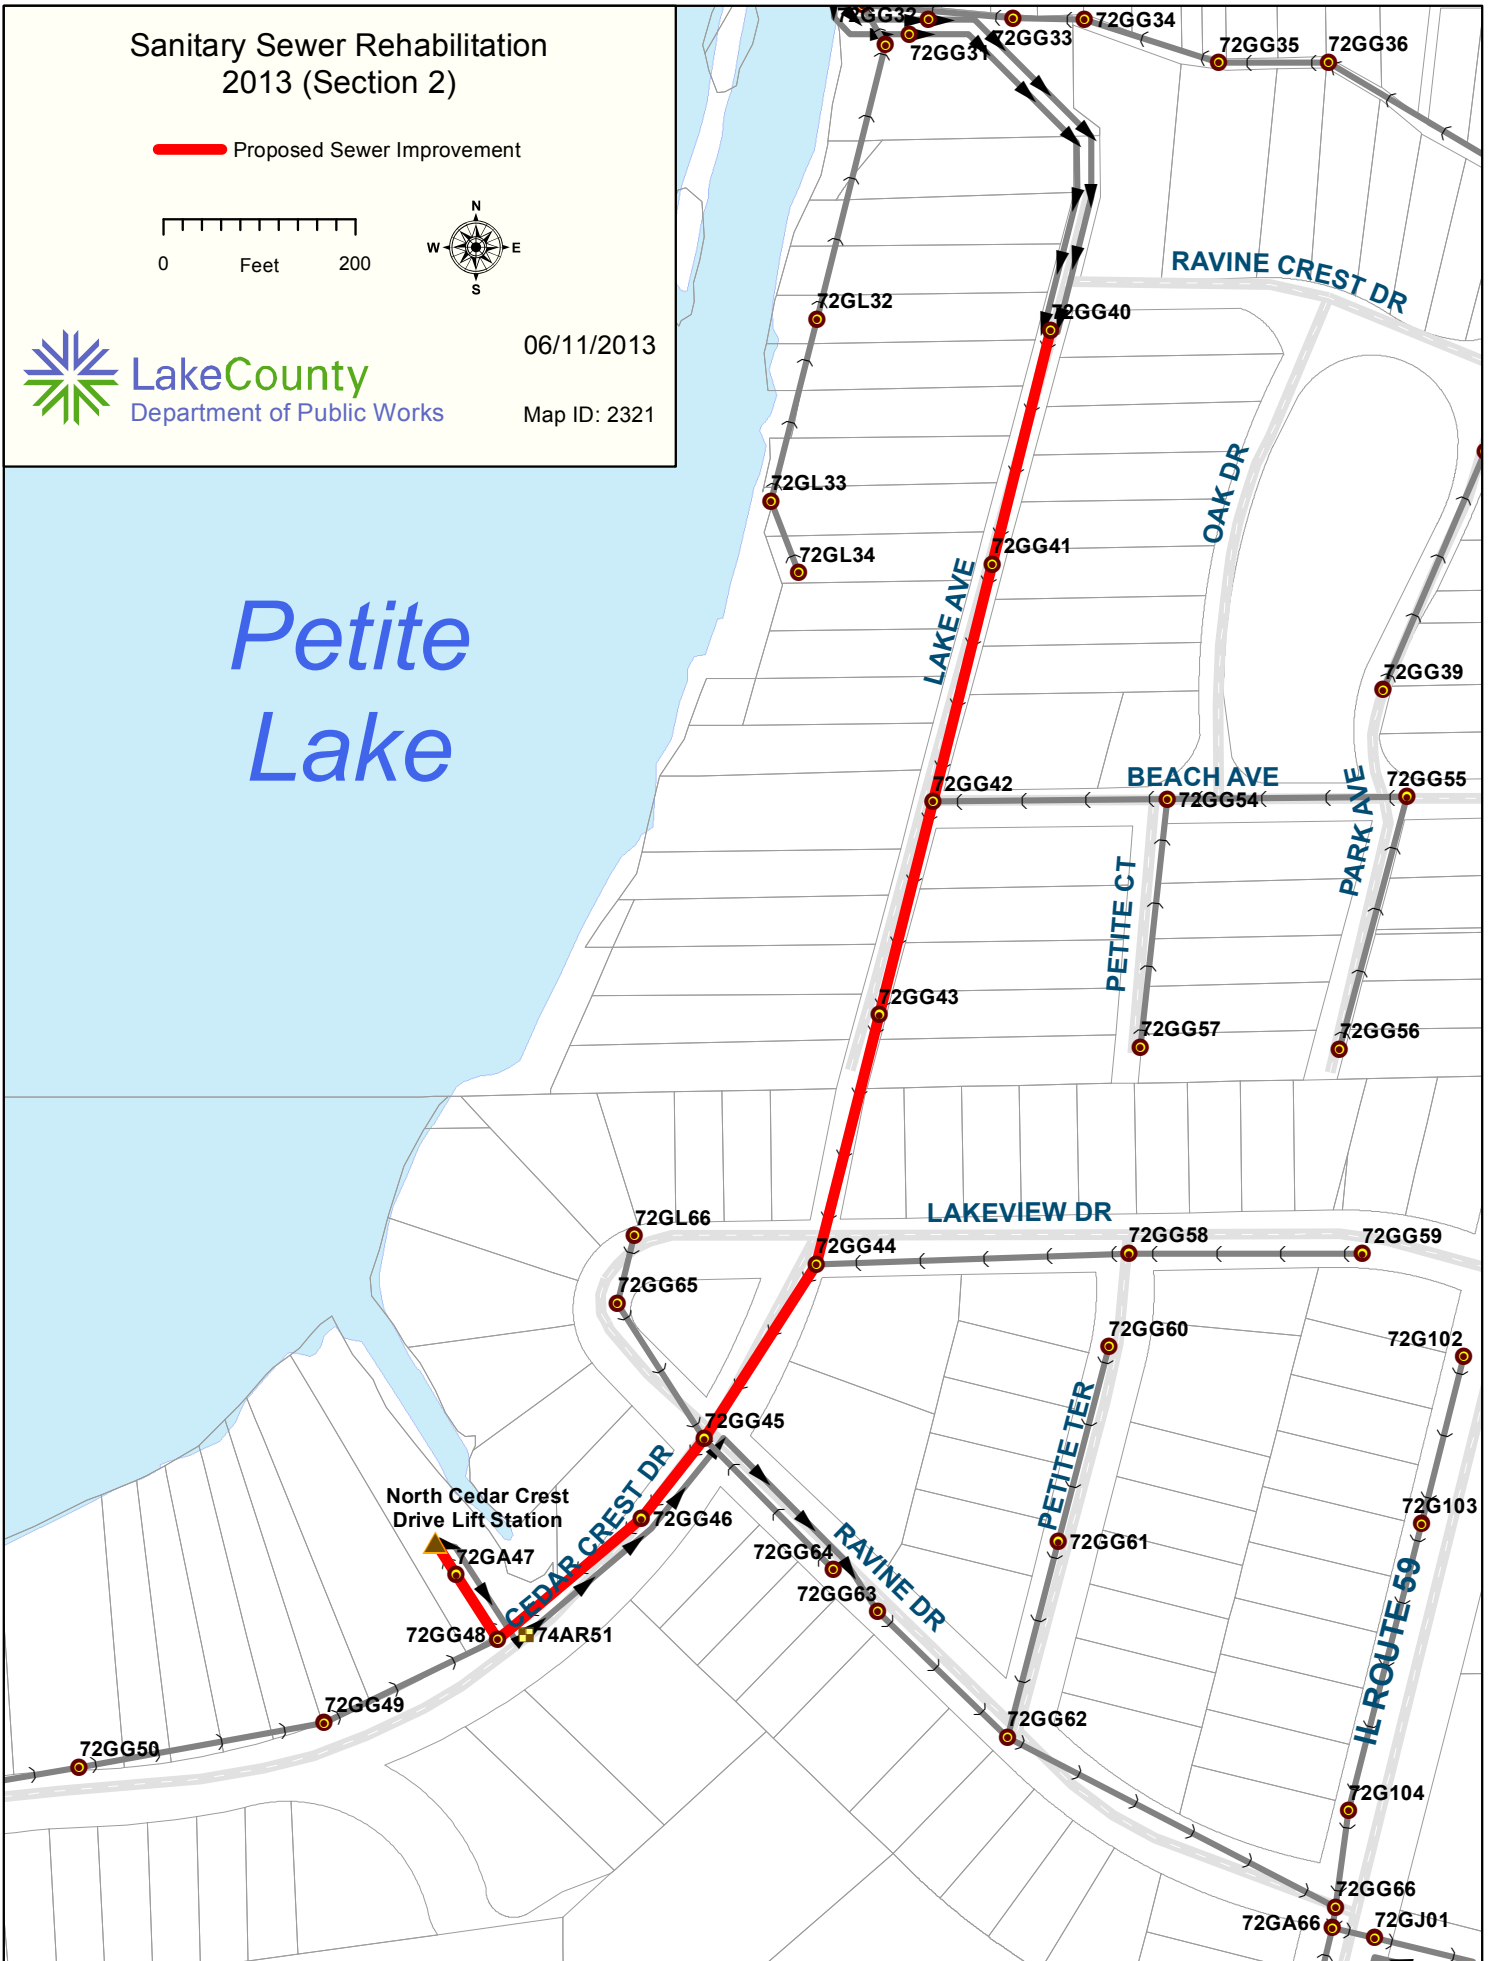 Sanitary Sewer Rehabilitation
2013 (Section 2)
Proposed Sewer Improvement
N
W E
S
0 Feet 200
06/11/2013
LakeCounty
Department of Public Works
Map ID: 2321
72GG32
72GG31
72GG33
72GG34
72GG35
72GG36
RAVINE CREST DR
72GL32
72GG40
OAK DR
72GL33
72GL34
72GG41
LAKE AVE
Petite
Lake
72GG39
72GG42
BEACH AVE
72GG54
72GG55
PARK AVE
PETITE CT
72GG43
72GG57
72GG56
72GL66
LAKEVIEW DR
72GG44
72GG58
72GG59
72GG65
72GG60
72G102
PETITE TER
72GG45
CEDAR CREST DR
North Cedar Crest
Drive Lift Station
72GG46
72G103
72GA47
72GG64
72GG61
RAVINE DR
72GG63
IL ROUTE 59
72GG48
74AR51
72GG49
72GG62
72GG50
72G104
72GG66
72GA66
72GJ01